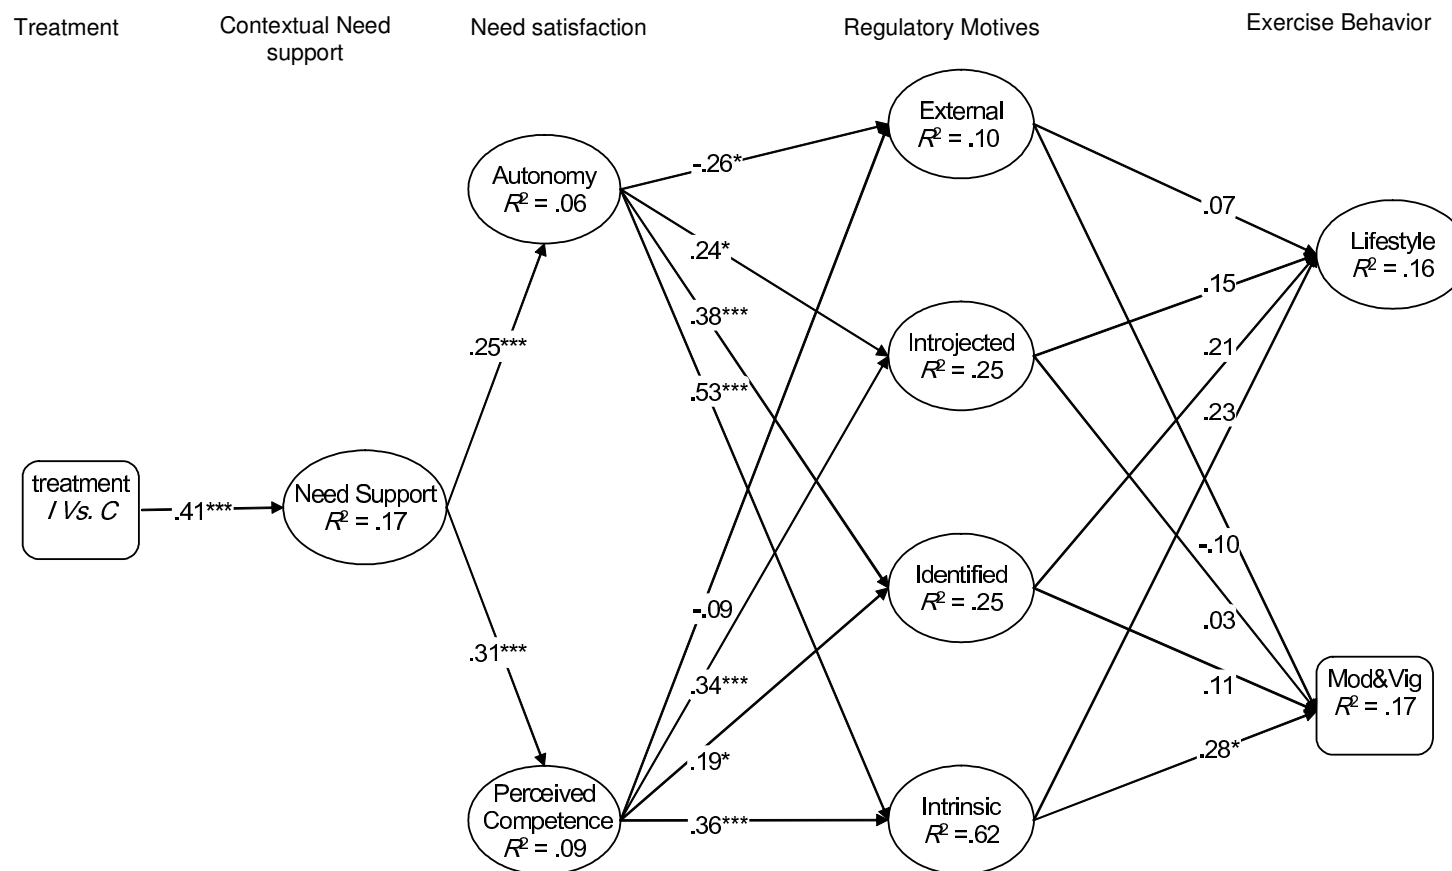 Treatment
Contextual Need
support
Need satisfaction
Regulatory Motives
Exercise Behavior
treatment
I Vs. C
.41***
Need Support
R² = .17
.25***
.31***
Autonomy
R² = .06
Perceived
Competence
R² = .09
-.26*
.24*
.38***
.53***
-.09
.34***
.19*
.36***
External
R² = .10
Introjected
R² = .25
Identified
R² = .25
Intrinsic
R² =.62
.07
.15
.21
.23
-.10
.03
.11
.28*
Lifestyle
R² = .16
Mod&Vig
R² = .17